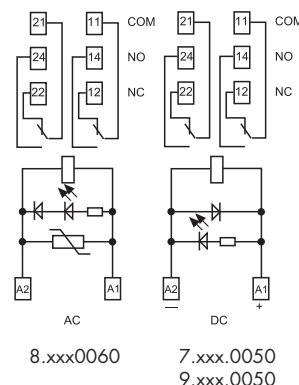 21 11 COM 21 11 COM
24 14 NO 24 14 NO
22 12 NC 22 12 NC
A2 A1 A2 A1
— +
AC DC
8.xxx0060 7.xxx.0050
9.xxx.0050